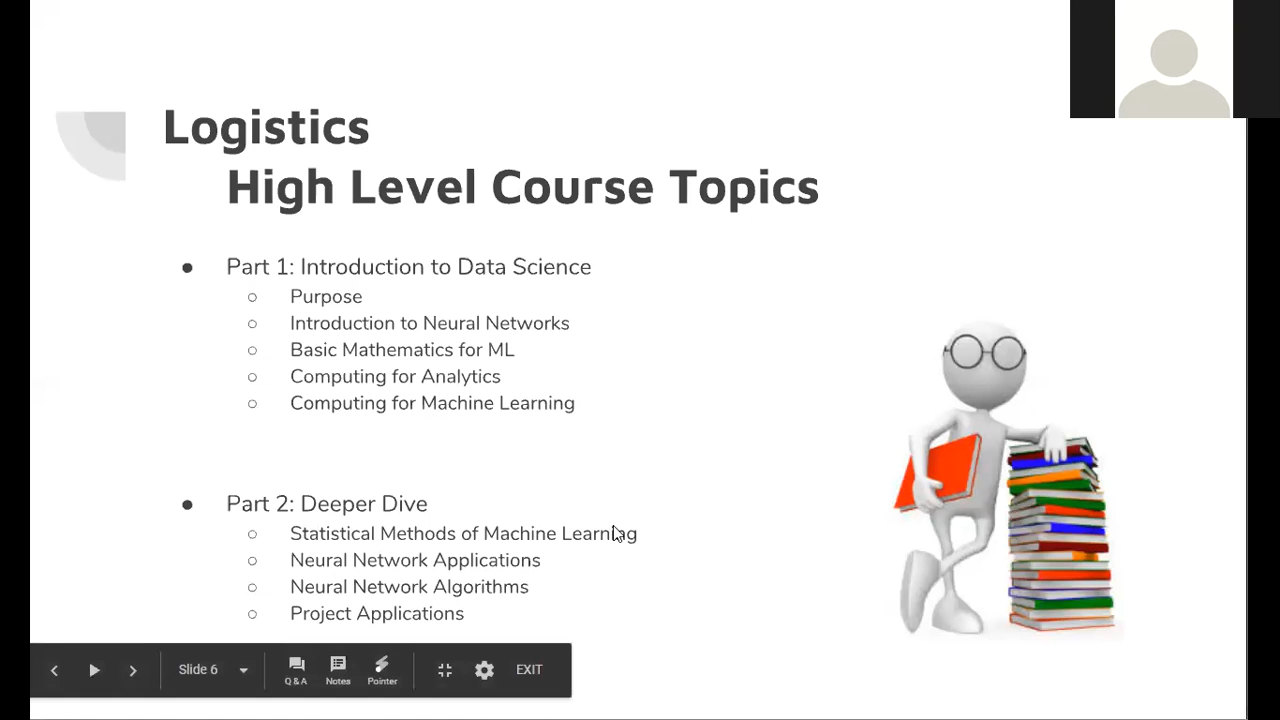 Logistics
High Level Course Topics
● Part 1: Introduction to Data Science
○ Purpose
○ Introduction to Neural Networks
○ Basic Mathematics for ML
○ Computing for Analytics
○ Computing for Machine Learning
● Part 2: Deeper Dive
○ Statistical Methods of Machine Learning
○ Neural Network Applications
○ Neural Network Algorithms
○ Project Applications
Slide 6 Q & A Notes Pointer EXIT